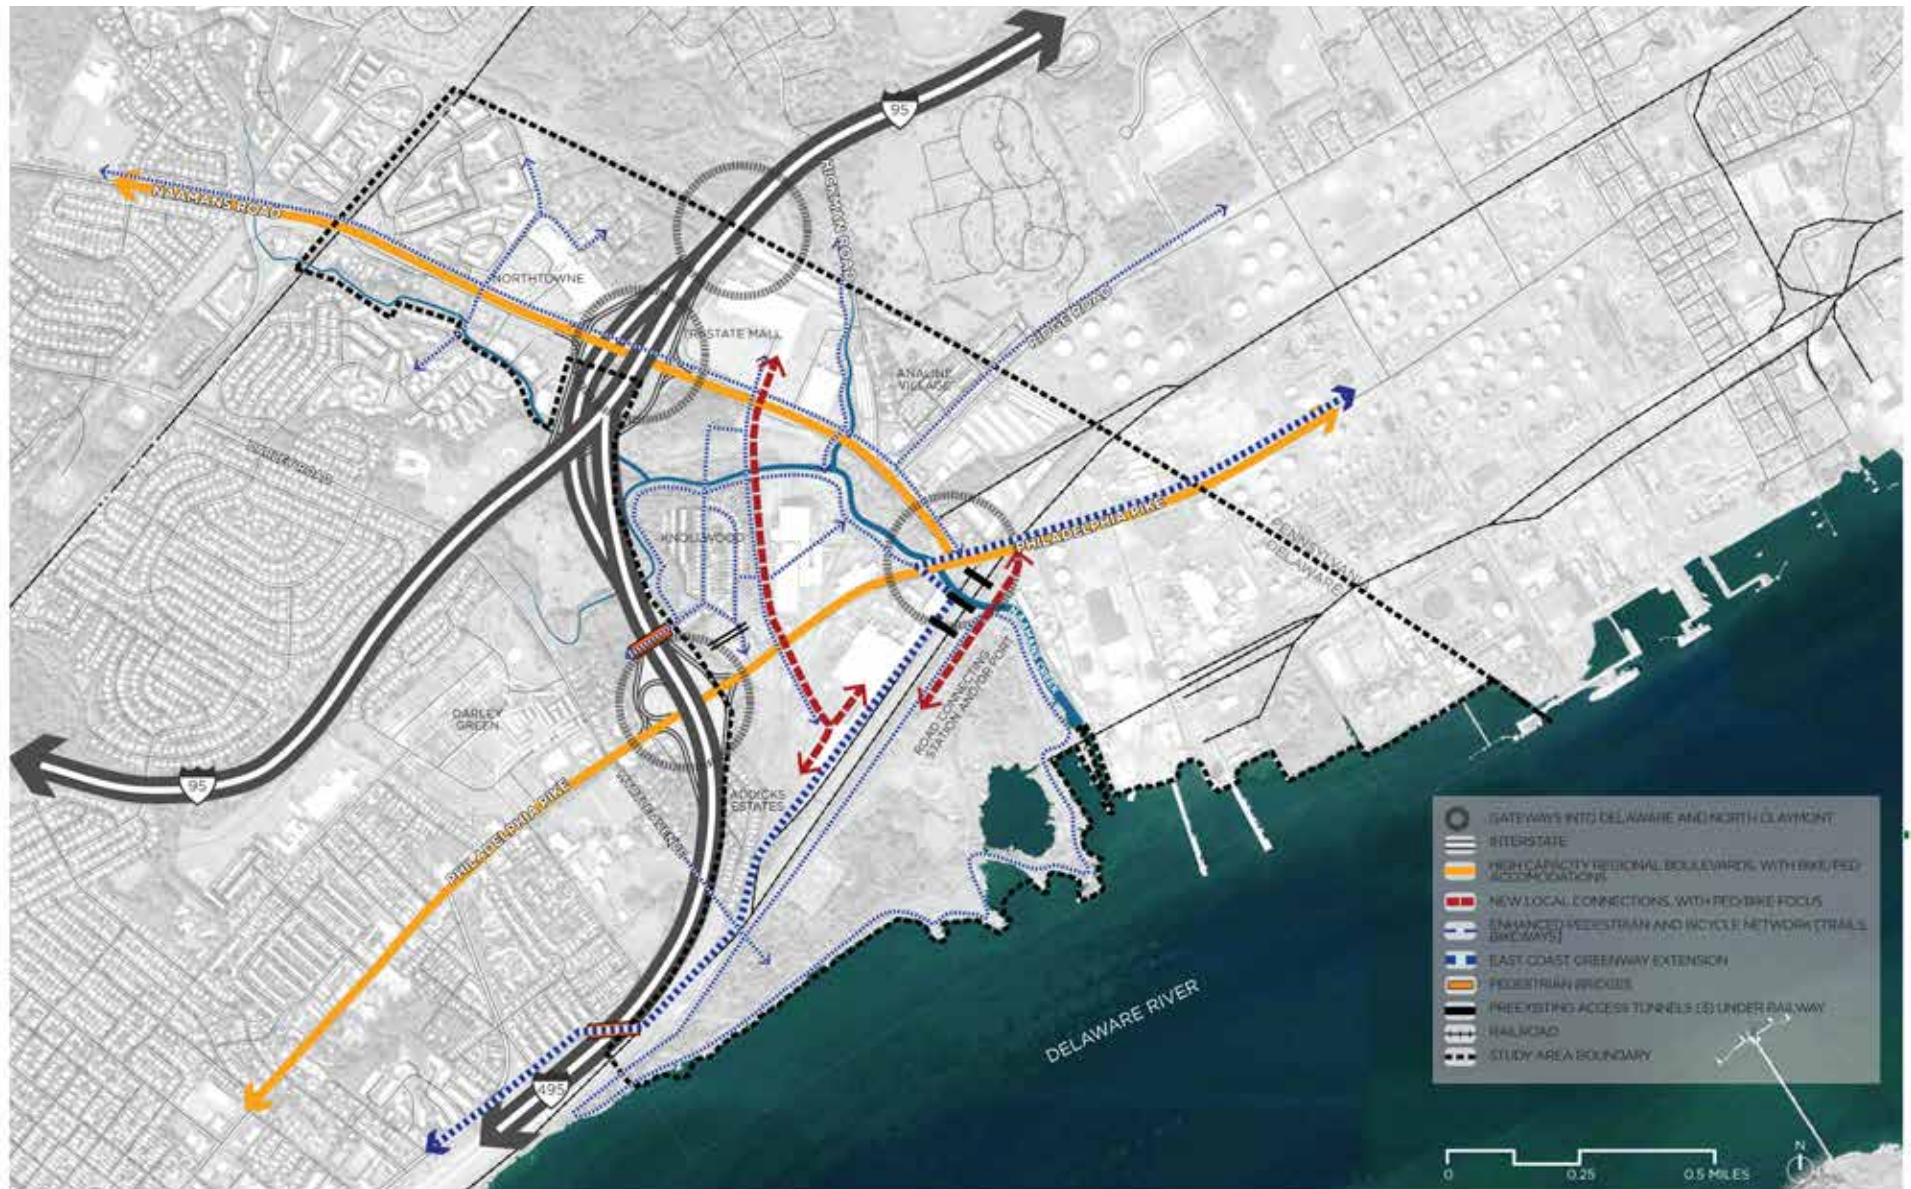 95
NAAMANS ROAD
HICKMAN ROAD
NORTHTOWNE
TRISTATE MALL
RIDGE ROAD
ANALINE
VILLAGE
KNOLLWOOD
PHILADELPHIA PIKE
PENNSYLVANIA
DELAWARE
NAAMANS CREEK
ROAD CONNECTING
STATION AND/OR PORT
DARLEY
GREEN
95
ADDICKS
ESTATES
PHILADELPHIA PIKE
495
DELAWARE RIVER
GATEWAYS INTO DELAWARE AND NORTH CLAYMONT
INTERSTATE
HIGH CAPACITY REGIONAL BOULEVARDS, WITH BIKE/PED
ACCOMODATIONS
NEW LOCAL CONNECTIONS, WITH PED/BIKE FOCUS
ENHANCED PEDESTRIAN AND BICYCLE NETWORK [TRAILS,
BIKEWAYS]
EAST COAST GREENWAY EXTENSION
PEDESTRIAN BRIDGES
PREEXISTING ACCESS TUNNELS (3) UNDER RAILWAY
RAILROAD
STUDY AREA BOUNDARY
N
0 0.25 0.5 MILES